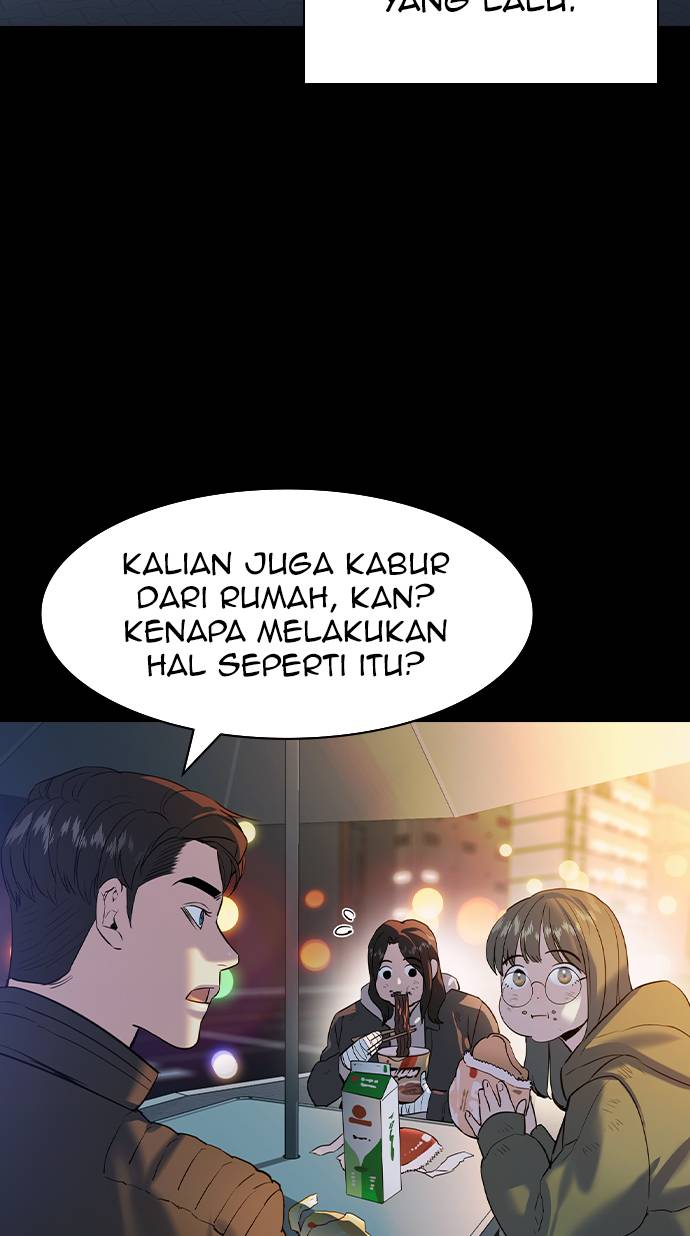 YANG LALU.
KALIAN JUGA KABUR
DARI RUMAH, KAN?
KENAPA MELAKUKAN
HAL SEPERTI ITU?